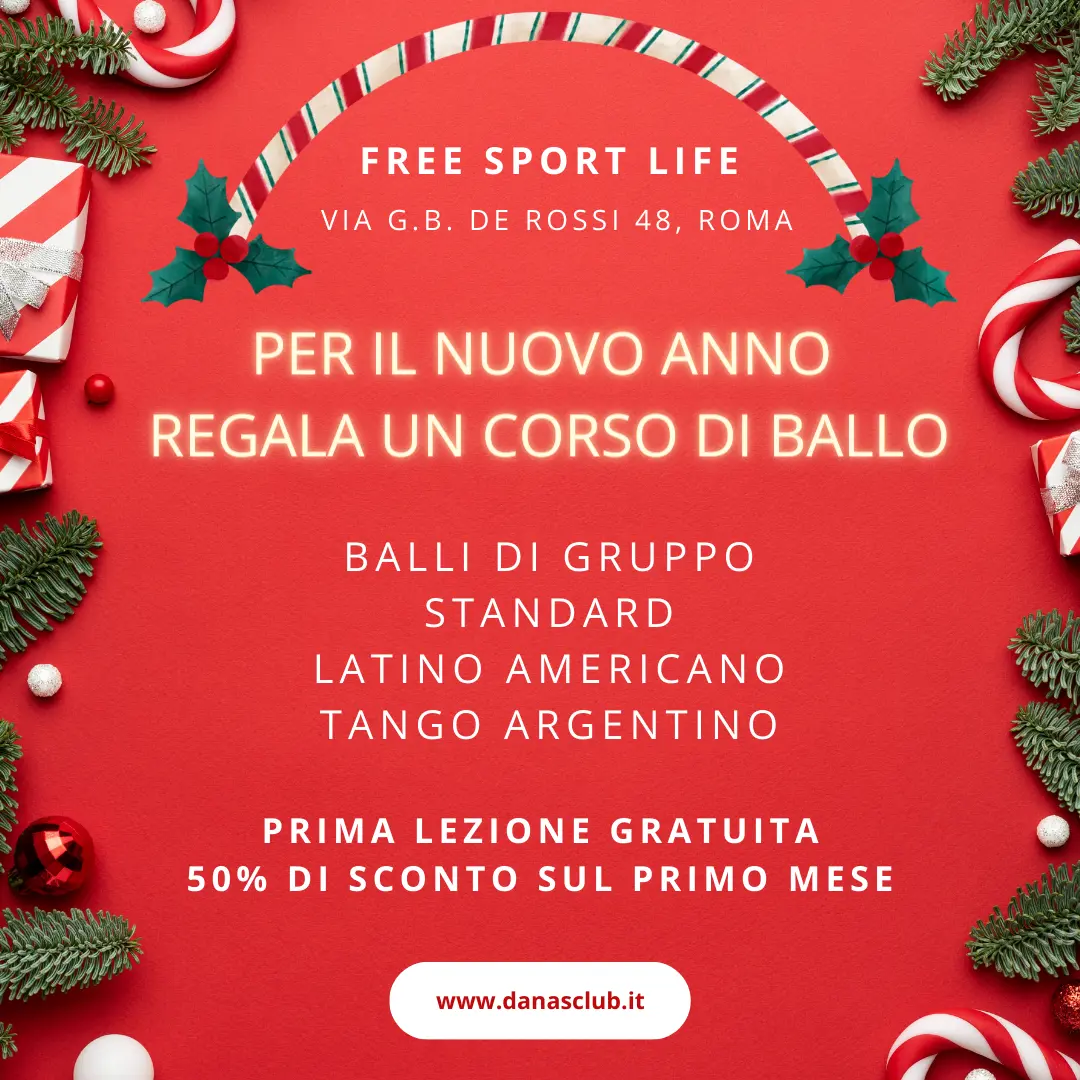 FREE SPORT LIFE
VIA G.B. DE ROSSI 48, ROMA
PER IL NUOVO ANNO
REGALA UN CORSO DI BALLO
BALLI DI GRUPPO
STANDARD
LATINO AMERICANO
TANGO ARGENTINO
PRIMA LEZIONE GRATUITA
50% DI SCONTO SUL PRIMO MESE
www.danasclub.it